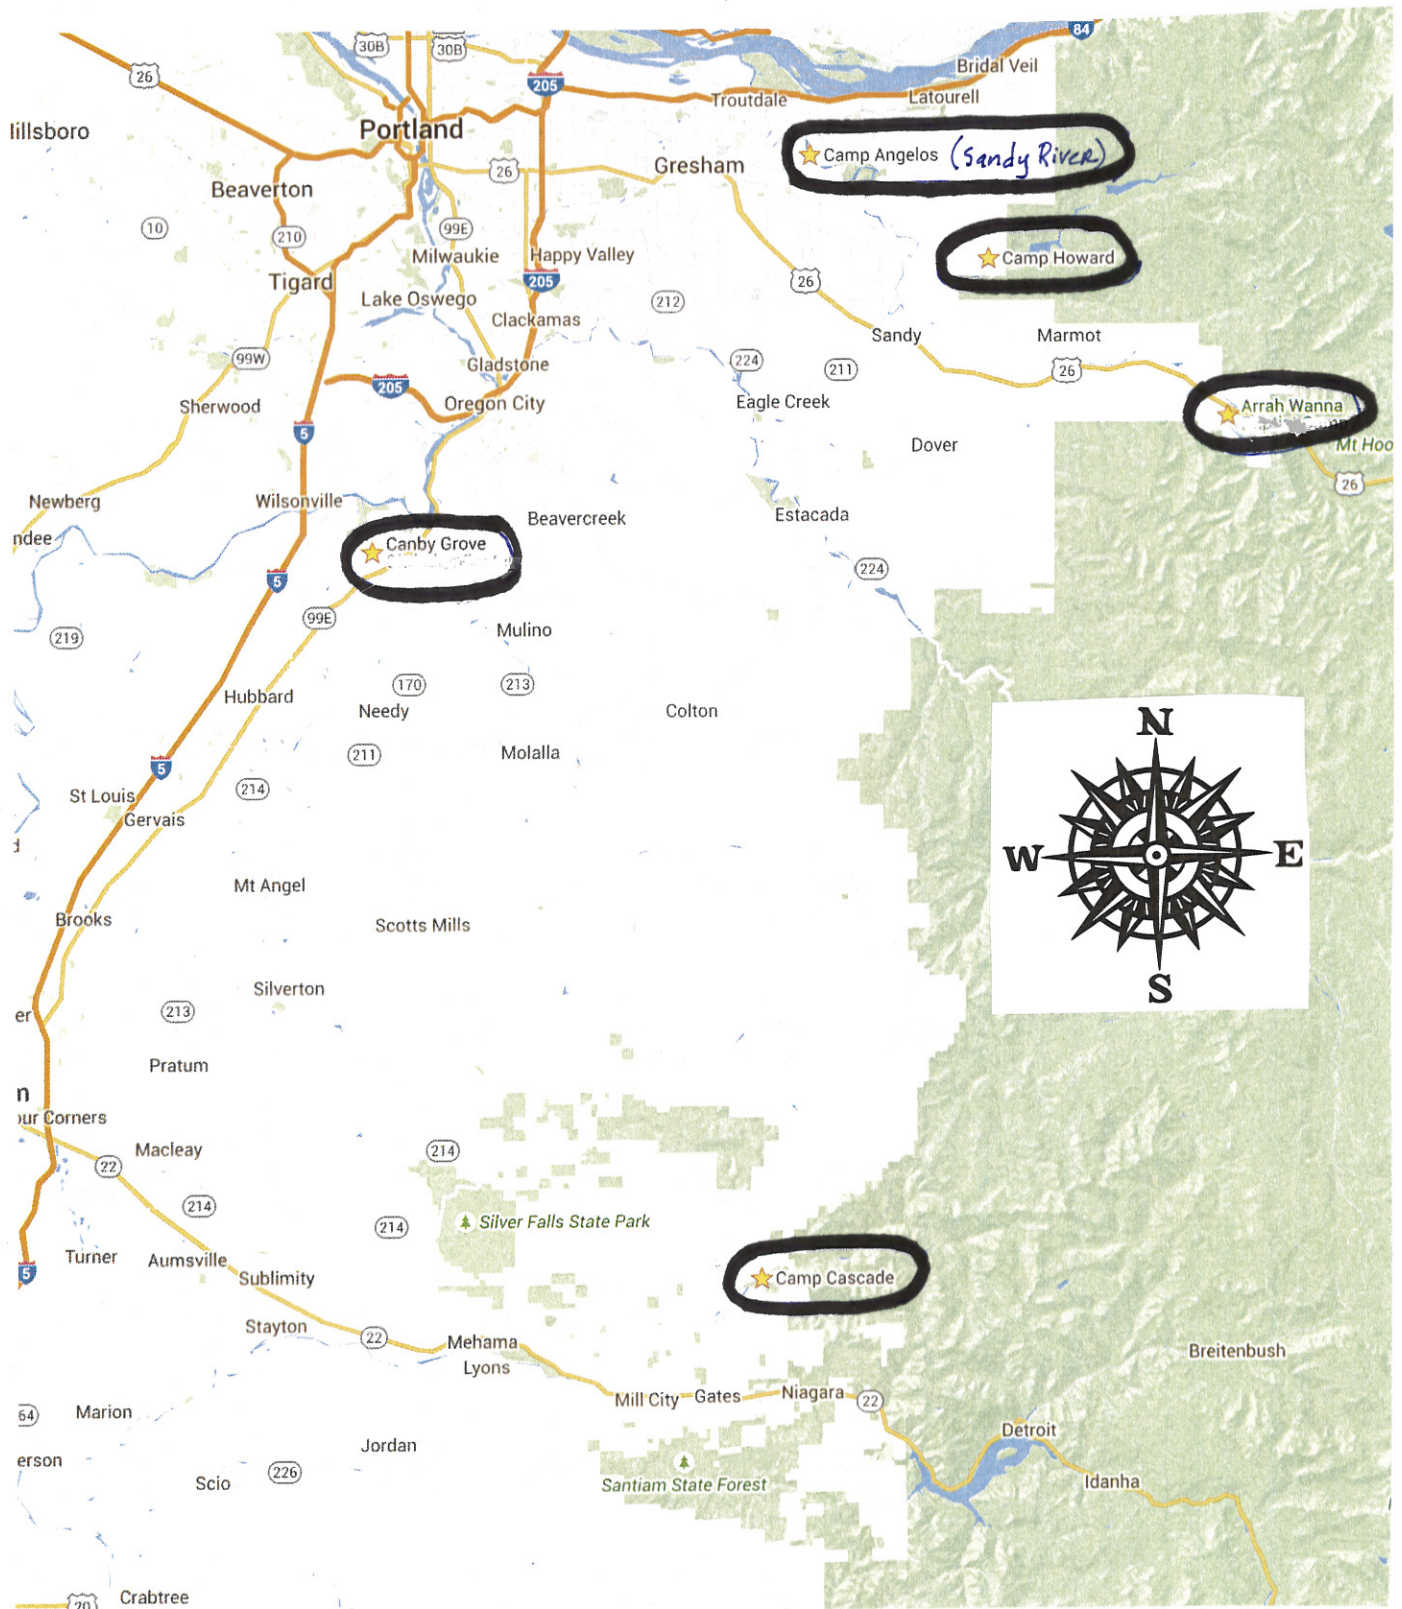 84
30B
30B
Bridal Veil
26
205
Latourell
Troutdale
Portland
illsboro
Camp Angelos (Sandy River)
Gresham
26
Beaverton
10
99E
210
Milwaukie
Happy Valley
Camp Howard
205
26
Tigard
Lake Oswego
212
Clackamas
Sandy
Marmot
99W
224
Gladstone
211
26
205
Eagle Creek
Oregon City
Arrah Wanna
Sherwood
5
Dover
Mt Hoo
26
Newberg
Wilsonville
Beavercreek
Estacada
ndee
Canby Grove
224
5
99E
Mulino
219
170
213
Hubbard
Needy
Colton
N
211
Molalla
5
214
St Louis
Gervais
d
W
E
Mt Angel
Brooks
Scotts Mills
Silverton
S
213
er
Pratum
n
ur Corners
Macleay
214
22
214
Silver Falls State Park
214
Turner
Aumsville
5
Sublimity
Camp Cascade
Stayton
22
Mehama
Breitenbush
Lyons
Mill City
Gates
Niagara
22
64
Marion
Detroit
Jordan
erson
226
Scio
Santiam State Forest
Idanha
Crabtree
20